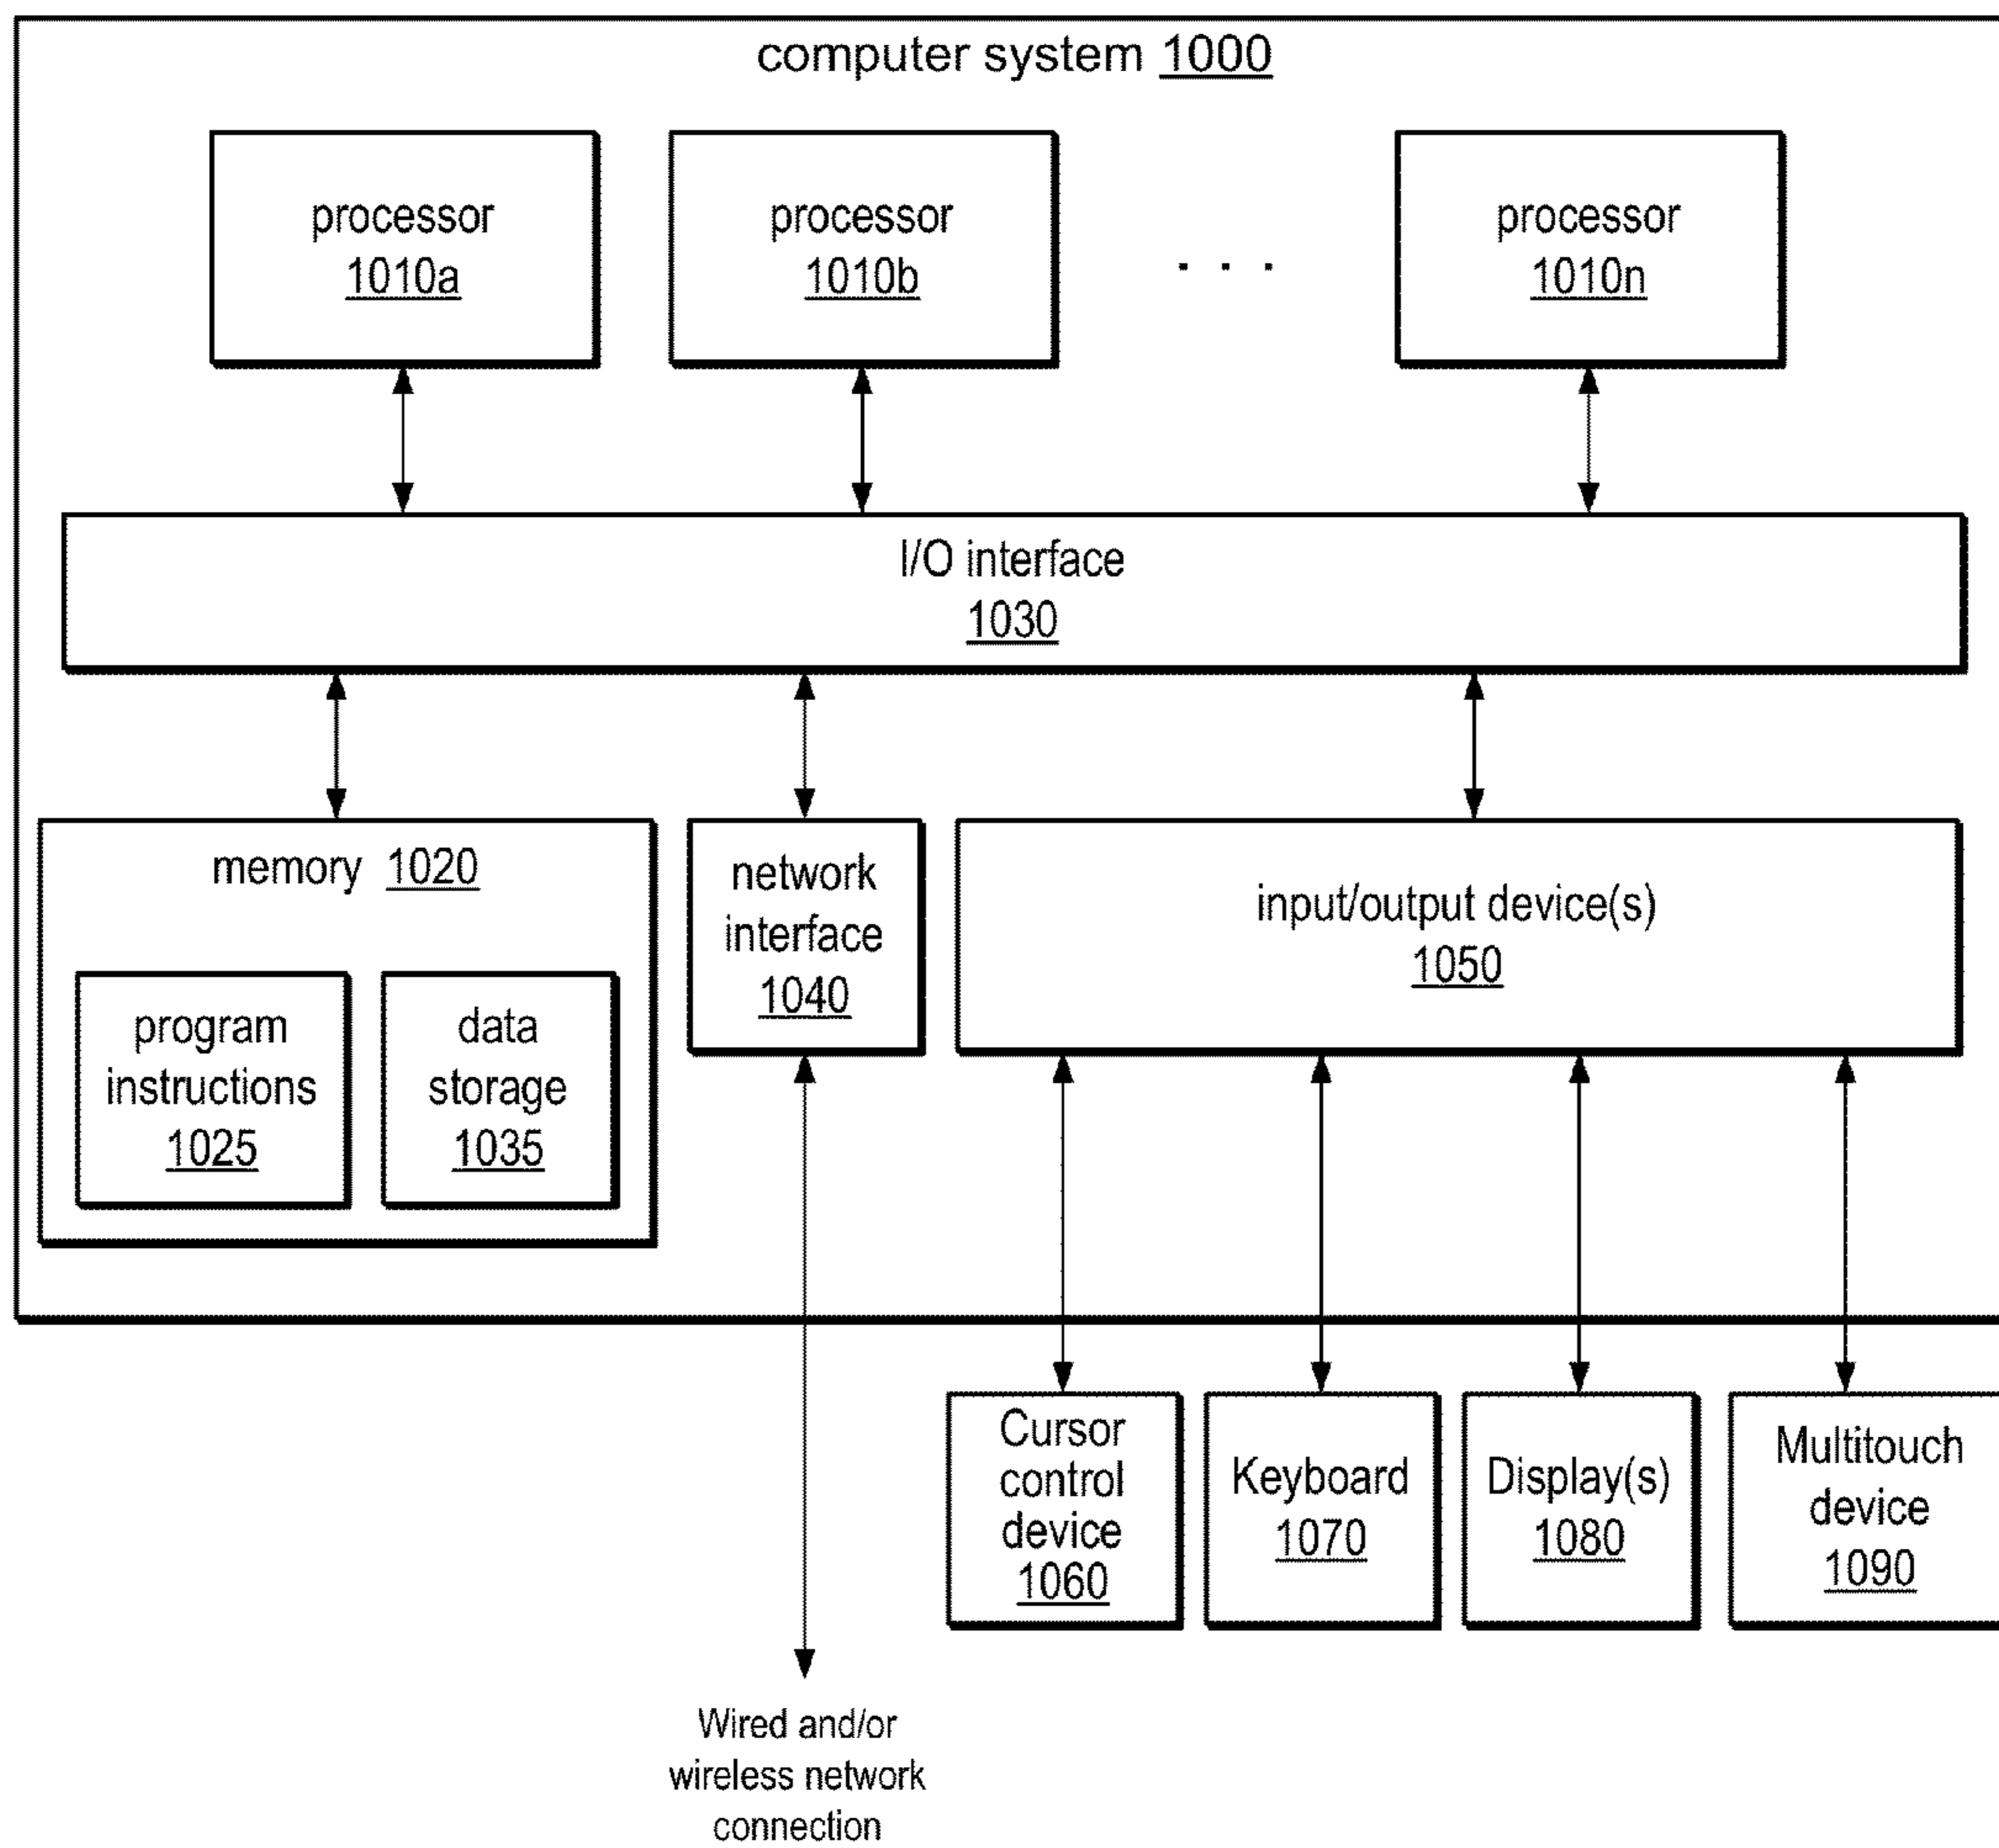 computer system 1000
processor
1010a
processor
1010b
. . .
processor
1010n
I/O interface
1030
memory 1020
program
instructions
1025
data
storage
1035
network
interface
1040
input/output device(s)
1050
Cursor
control
device
1060
Keyboard
1070
Display(s)
1080
Multitouch
device
1090
Wired and/or
wireless network
connection